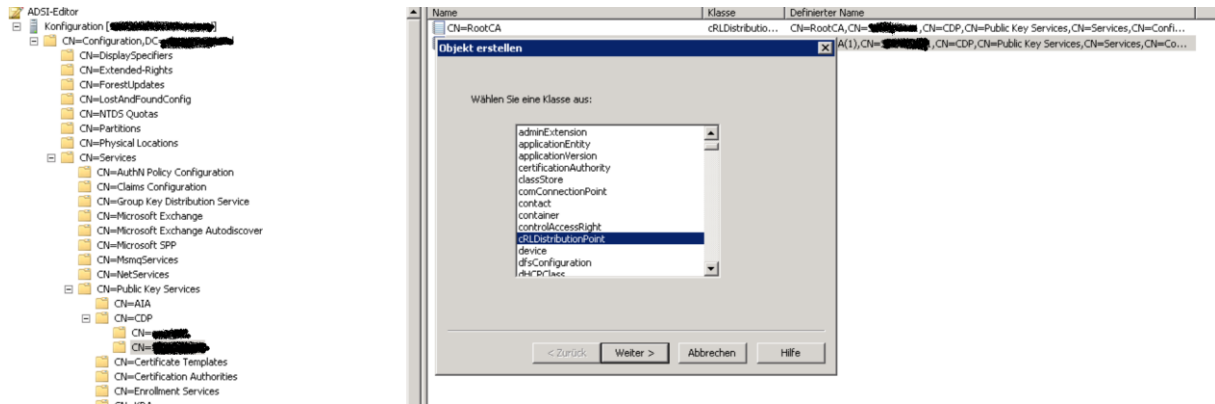 ADSI-Editor
Konfiguration [
CN=Configuration,DC=
CN=DisplaySpecifiers
CN=Extended-Rights
CN=ForestUpdates
CN=LostAndFoundConfig
CN=NTDS Quotas
CN=Partitions
CN=Physical Locations
CN=Services
CN=AuthN Policy Configuration
CN=Claims Configuration
CN=Group Key Distribution Service
CN=Microsoft Exchange
CN=Microsoft Exchange Autodiscover
CN=Microsoft SPP
CN=MsmqServices
CN=NetServices
CN=Public Key Services
CN=AIA
CN=CDP
CN=
CN=
CN=Certificate Templates
CN=Certification Authorities
CN=Enrollment Services
Name Klasse Definierter Name
CN=RootCA cRLDistributio... CN=RootCA,CN= ,CN=CDP,CN=Public Key Services,CN=Services,CN=Confi...
A(1),CN= ,CN=CDP,CN=Public Key Services,CN=Services,CN=Co...
Objekt erstellen
Wählen Sie eine Klasse aus:
adminExtension
applicationEntity
applicationVersion
certificationAuthority
classStore
comConnectionPoint
contact
container
controlAccessRight
cRLDistributionPoint
device
dfsConfiguration
dHCPClass
< Zurück Weiter > Abbrechen Hilfe